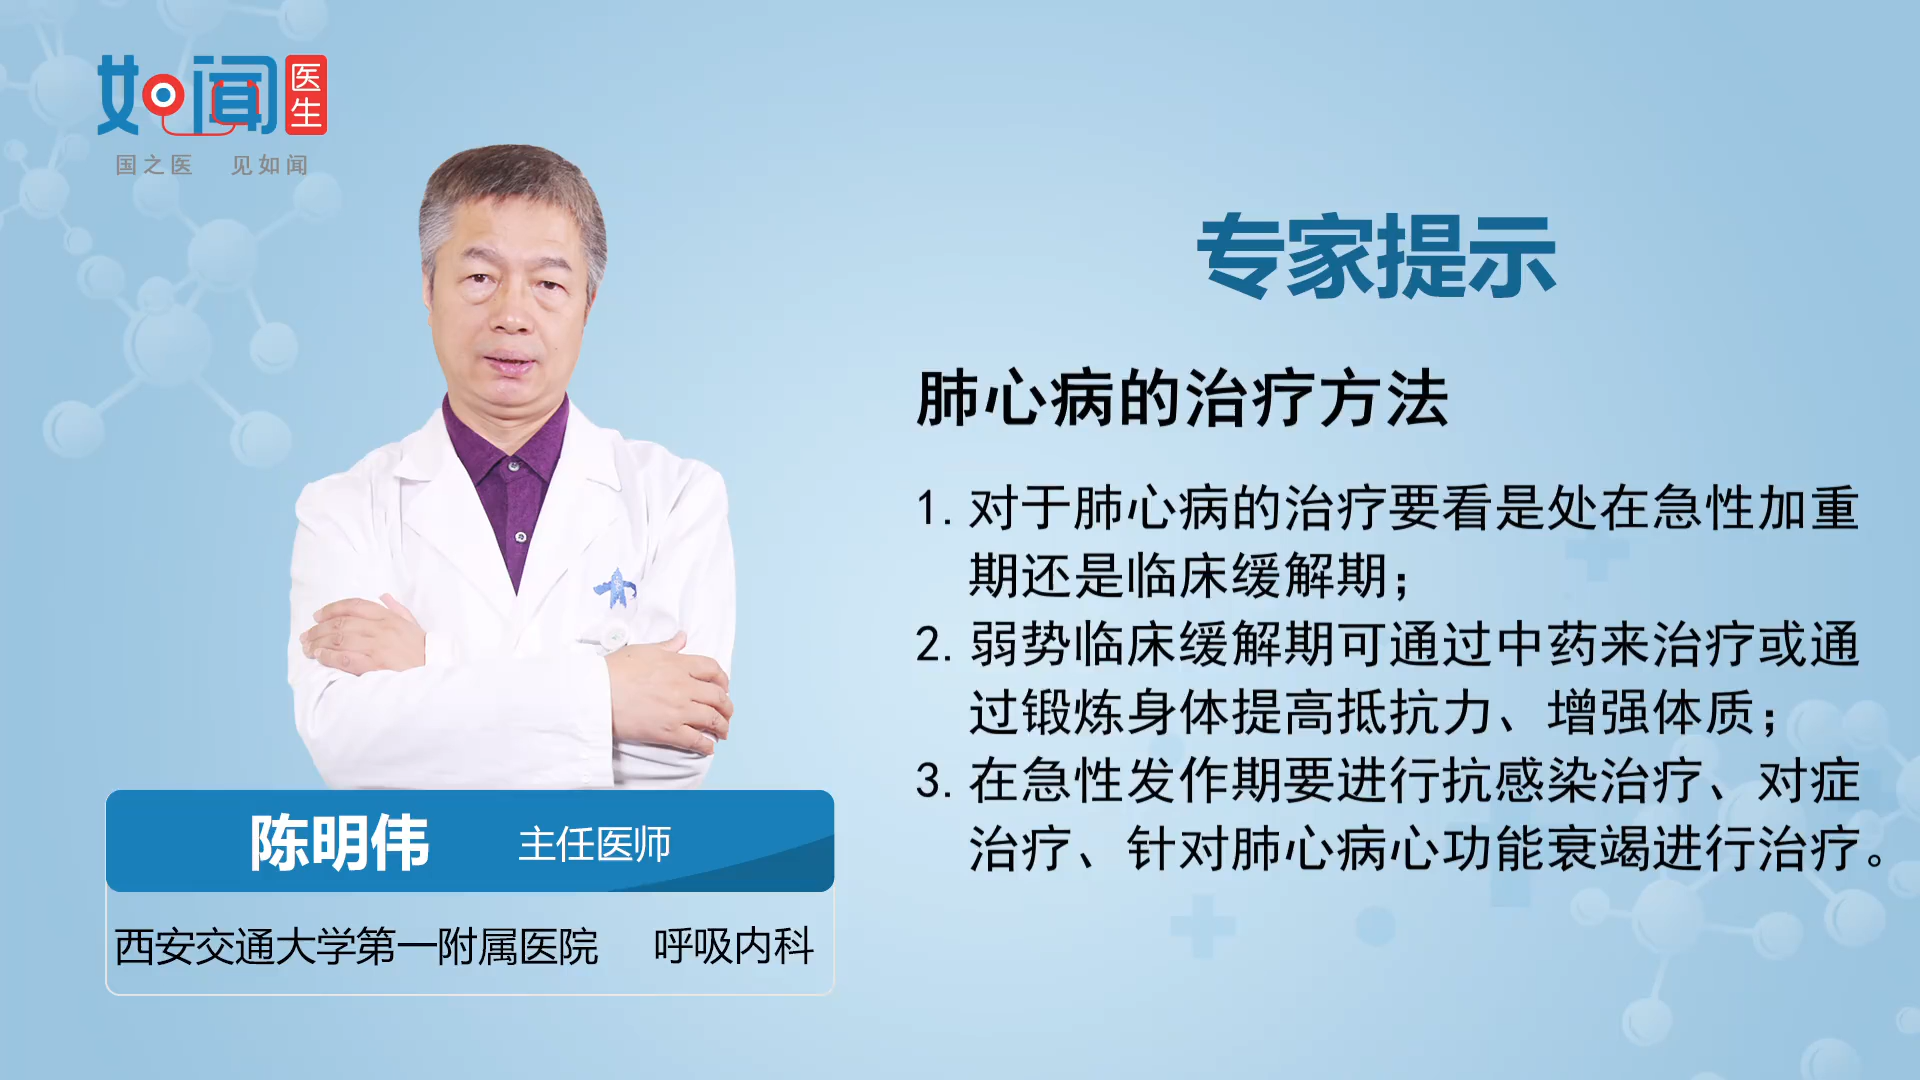 如闻医生
国之医 见如闻
专家提示
肺心病的治疗方法
1. 对于肺心病的治疗要看是处在急性加重
期还是临床缓解期；
2. 弱势临床缓解期可通过中药来治疗或通
过锻炼身体提高抵抗力、增强体质；
3. 在急性发作期要进行抗感染治疗、对症
治疗、针对肺心病心功能衰竭进行治疗。
陈明伟 主任医师
西安交通大学第一附属医院 呼吸内科